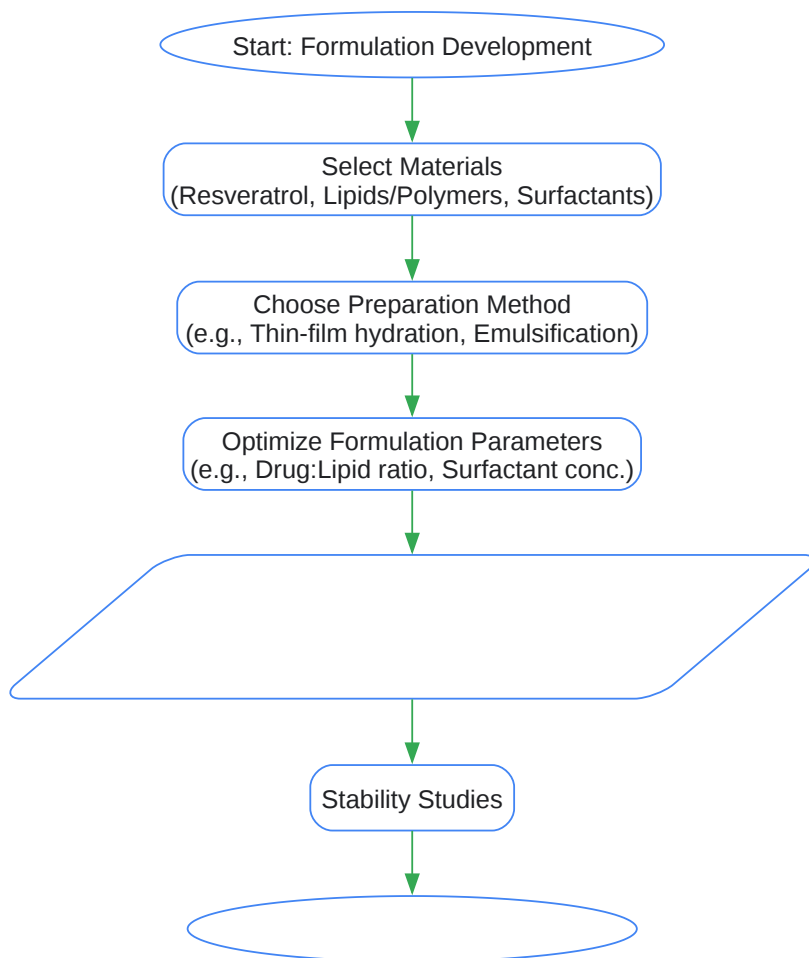 Start: Formulation Development
Select Materials
(Resveratrol, Lipids/Polymers, Surfactants)
Choose Preparation Method
(e.g., Thin-film hydration, Emulsification)
Optimize Formulation Parameters
(e.g., Drug:Lipid ratio, Surfactant conc.)
Stability Studies